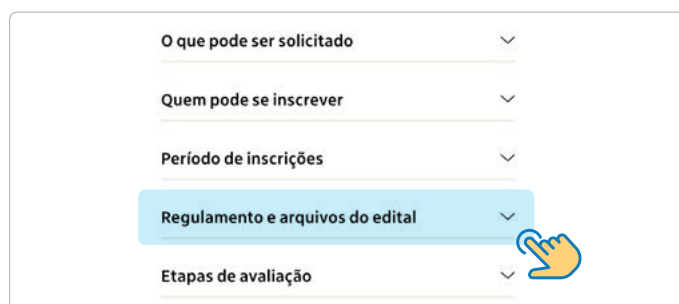 O que pode ser solicitado
Quem pode se inscrever
Período de inscrições
Regulamento e arquivos do edital
Etapas de avaliação